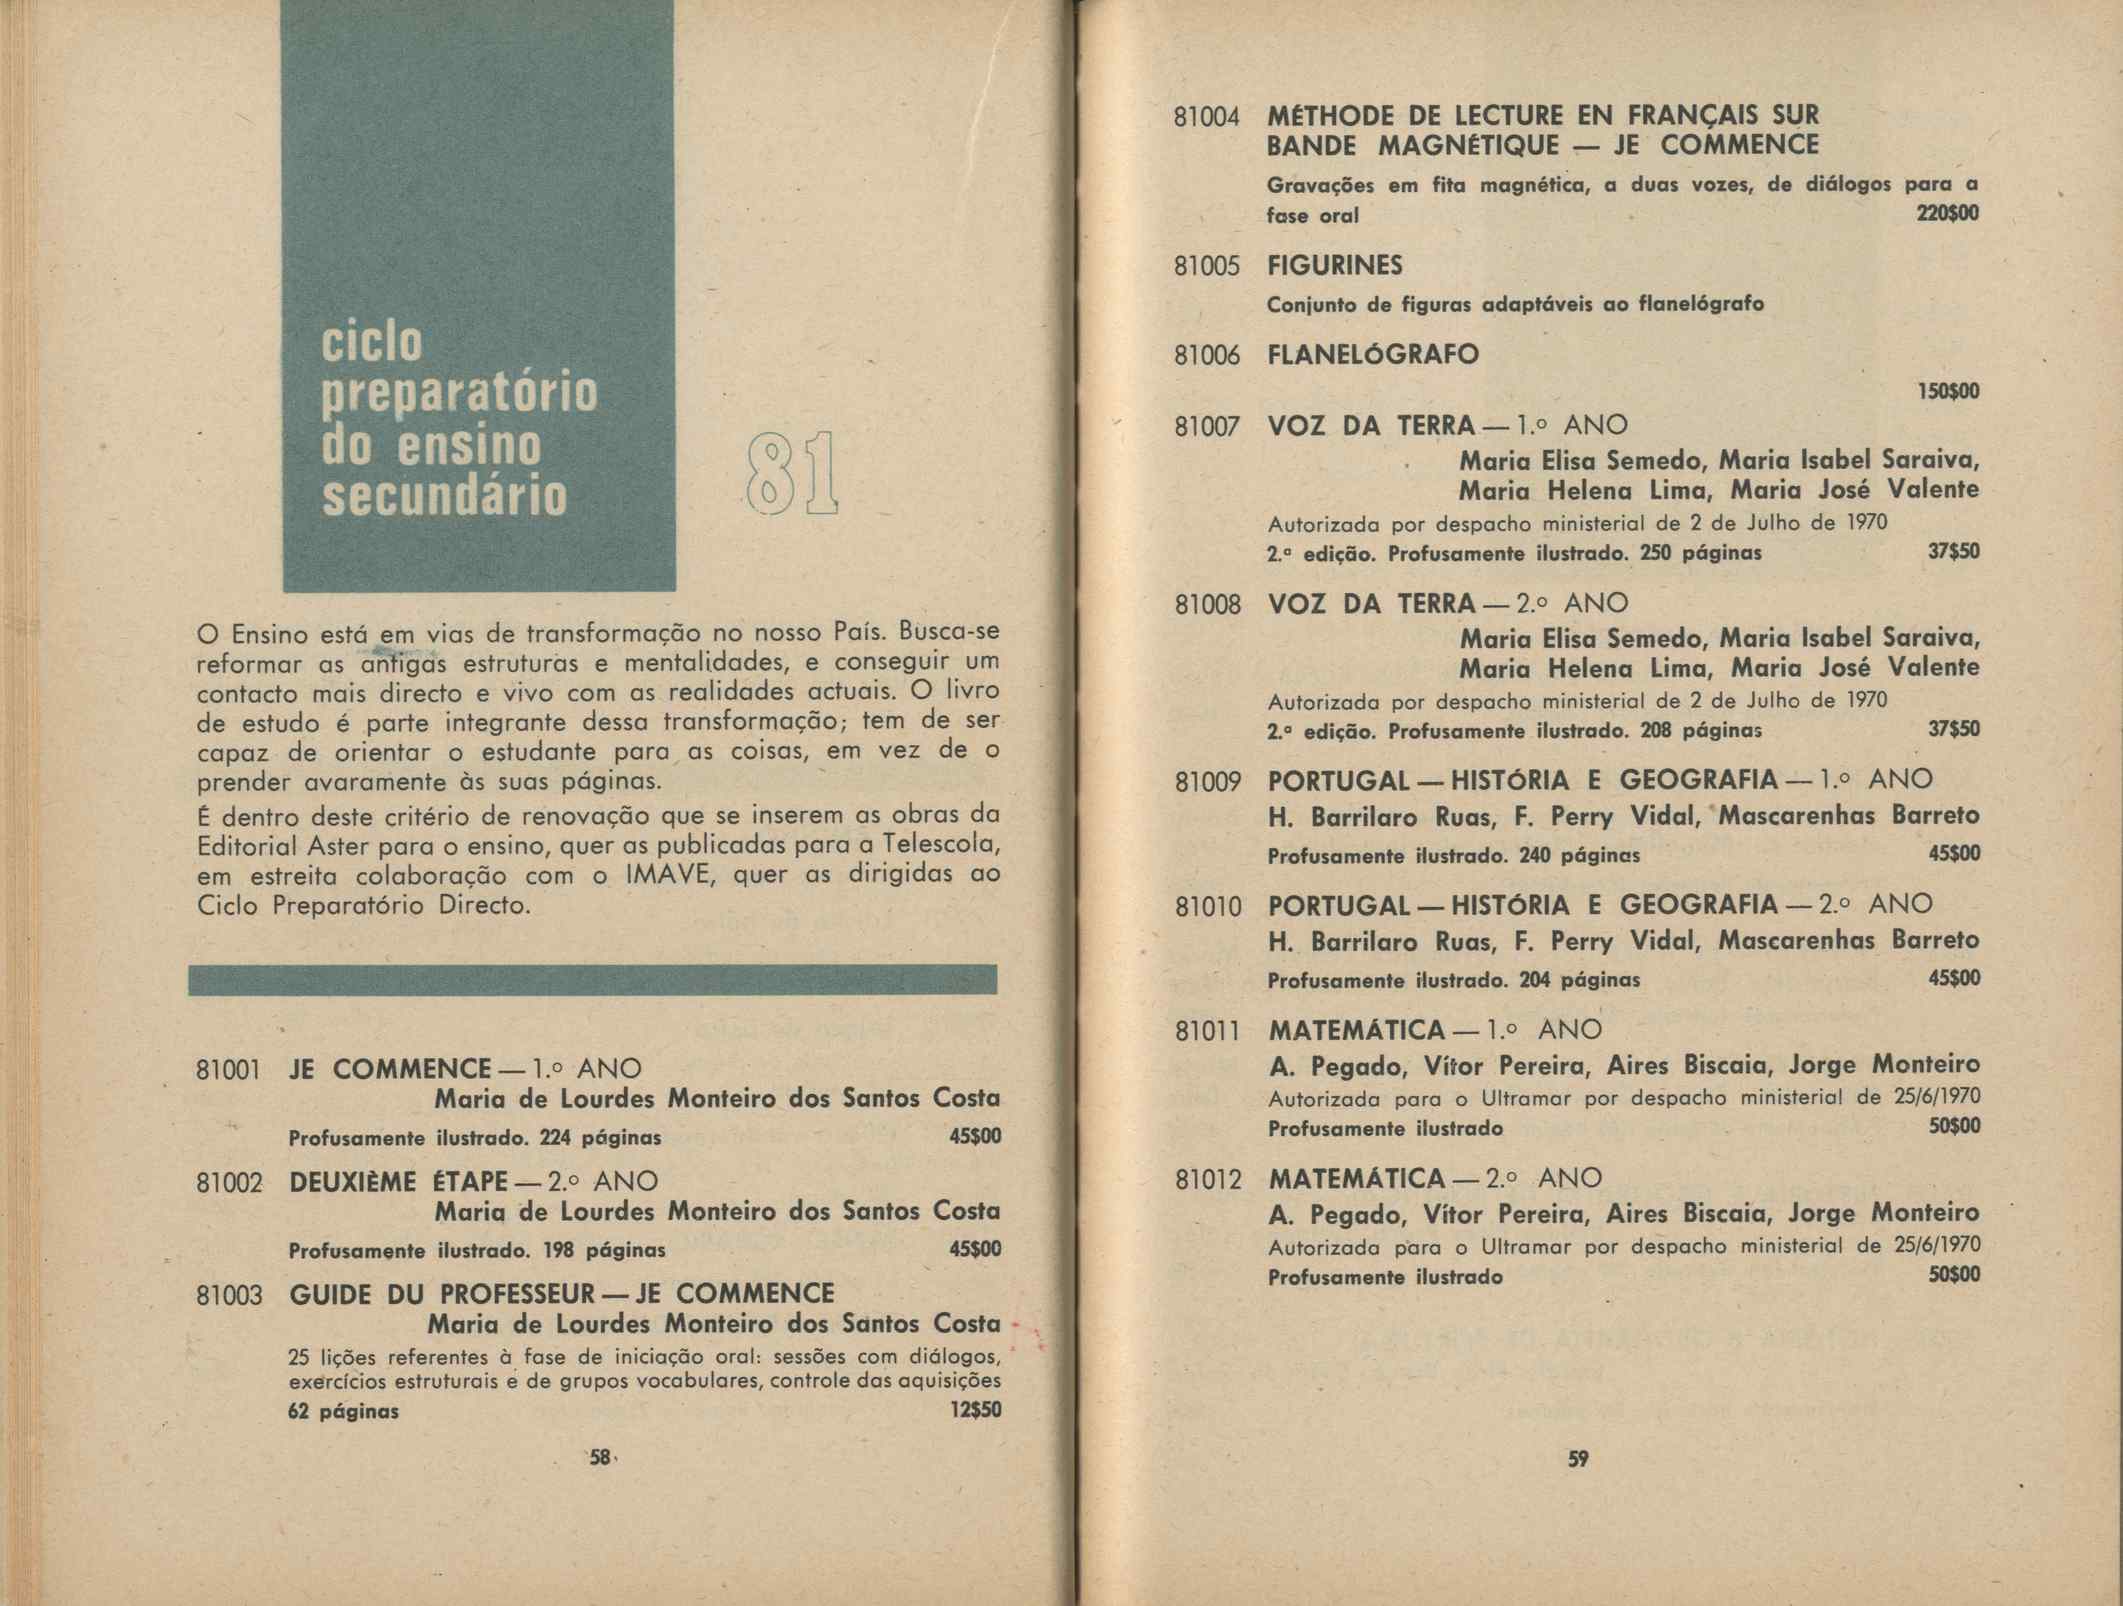 ciclo
preparatório
do ensino
secundário
81
O Ensino está em vias de transformação no nosso País. Busca-se
reformar as antigas estruturas e mentalidades, e conseguir um
contacto mais directo e vivo com as realidades actuais. O livro
de estudo é parte integrante dessa transformação; tem de ser
capaz de orientar o estudante para as coisas, em vez de o
prender avaramente às suas páginas.
É dentro deste critério de renovação que se inserem as obras da
Editorial Aster para o ensino, quer as publicadas para a Telescola,
em estreita colaboração com o IMAVE, quer as dirigidas ao
Ciclo Preparatório Directo.
81001 JE COMMENCE — 1.º ANO
Maria de Lourdes Monteiro dos Santos Costa
Profusamente ilustrado. 224 páginas 45$00
81002 DEUXIÈME ÉTAPE — 2.º ANO
Maria de Lourdes Monteiro dos Santos Costa
Profusamente ilustrado. 198 páginas 45$00
81003 GUIDE DU PROFESSEUR — JE COMMENCE
Maria de Lourdes Monteiro dos Santos Costa
25 lições referentes à fase de iniciação oral: sessões com diálogos,
exercícios estruturais e de grupos vocabulares, controle das aquisições
62 páginas 12$50
58
81004 MÉTHODE DE LECTURE EN FRANÇAIS SUR
BANDE MAGNÉTIQUE — JE COMMENCE
Gravações em fita magnética, a duas vozes, de diálogos para a
fase oral 220$00
81005 FIGURINES
Conjunto de figuras adaptáveis ao flanelógrafo
81006 FLANELÓGRAFO
150$00
81007 VOZ DA TERRA — 1.º ANO
Maria Elisa Semedo, Maria Isabel Saraiva,
Maria Helena Lima, Maria José Valente
Autorizada por despacho ministerial de 2 de Julho de 1970
2.ª edição. Profusamente ilustrado. 250 páginas 37$50
81008 VOZ DA TERRA — 2.º ANO
Maria Elisa Semedo, Maria Isabel Saraiva,
Maria Helena Lima, Maria José Valente
Autorizada por despacho ministerial de 2 de Julho de 1970
2.ª edição. Profusamente ilustrado. 208 páginas 37$50
81009 PORTUGAL — HISTÓRIA E GEOGRAFIA — 1.º ANO
H. Barrilaro Ruas, F. Perry Vidal, Mascarenhas Barreto
Profusamente ilustrado. 240 páginas 45$00
81010 PORTUGAL — HISTÓRIA E GEOGRAFIA — 2.º ANO
H. Barrilaro Ruas, F. Perry Vidal, Mascarenhas Barreto
Profusamente ilustrado. 204 páginas 45$00
81011 MATEMÁTICA — 1.º ANO
A. Pegado, Vítor Pereira, Aires Biscaia, Jorge Monteiro
Autorizada para o Ultramar por despacho ministerial de 25/6/1970
Profusamente ilustrado 50$00
81012 MATEMÁTICA — 2.º ANO
A. Pegado, Vítor Pereira, Aires Biscaia, Jorge Monteiro
Autorizada para o Ultramar por despacho ministerial de 25/6/1970
Profusamente ilustrado 50$00
59